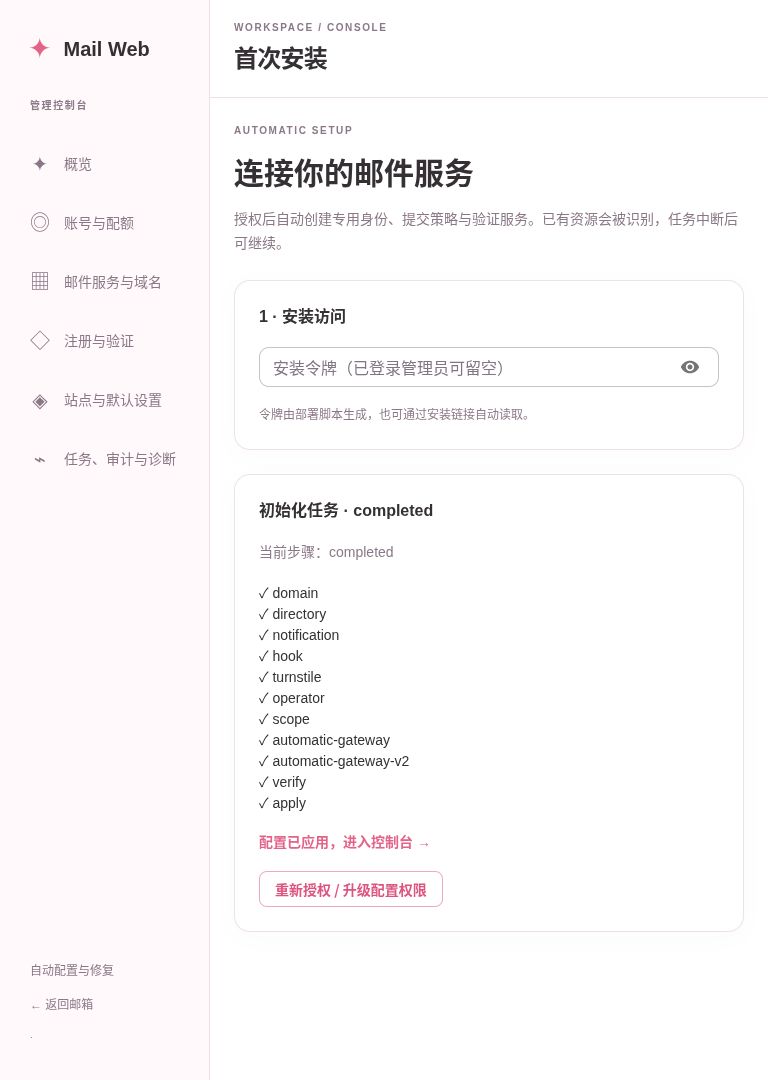 Mail Web
管理控制台
概览
账号与配额
邮件服务与域名
注册与验证
站点与默认设置
任务、审计与诊断
自动配置与修复
← 返回邮箱
WORKSPACE / CONSOLE
首次安装
AUTOMATIC SETUP
连接你的邮件服务
授权后自动创建专用身份、提交策略与验证服务。已有资源会被识别，任务中断后
可继续。
1 · 安装访问
安装令牌（已登录管理员可留空）
令牌由部署脚本生成，也可通过安装链接自动读取。
初始化任务 · completed
当前步骤：completed
✓ domain
✓ directory
✓ notification
✓ hook
✓ turnstile
✓ operator
✓ scope
✓ automatic-gateway
✓ automatic-gateway-v2
✓ verify
✓ apply
配置已应用，进入控制台 →
重新授权 / 升级配置权限